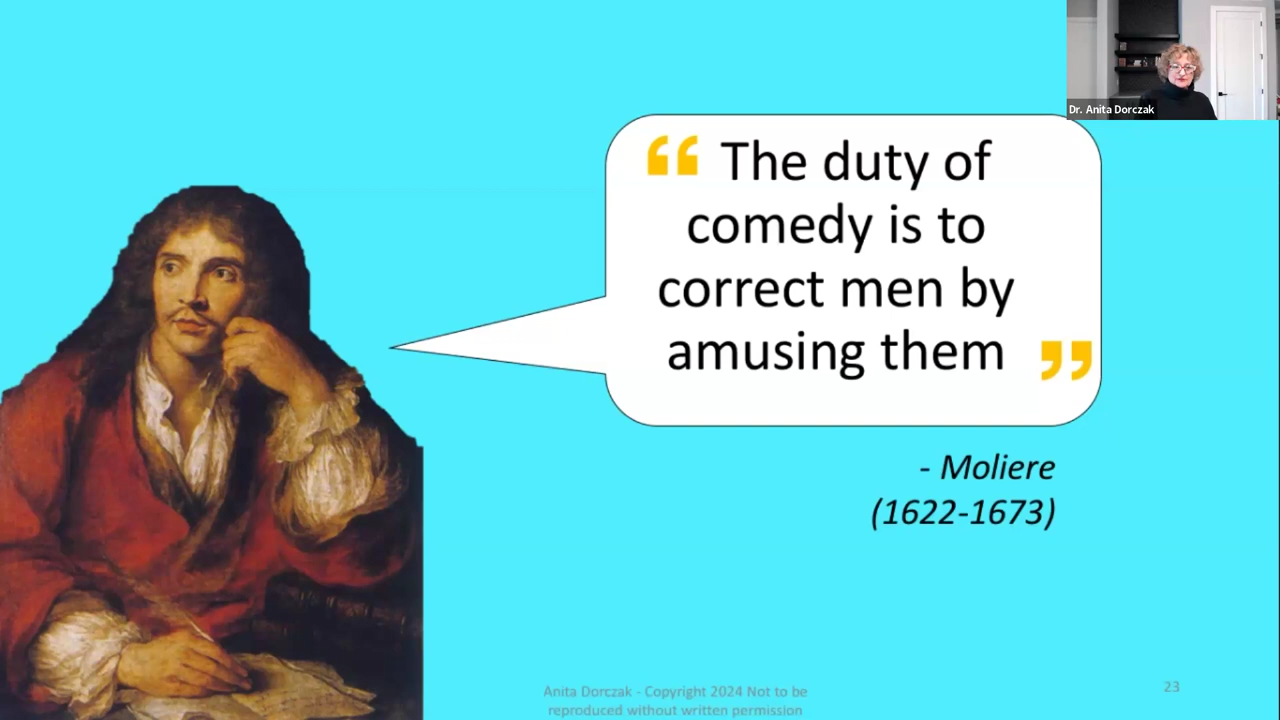 Dr. Anita Dorczak
“ The duty of
comedy is to
correct men by
amusing them ”
- Moliere
(1622-1673)
Anita Dorczak - Copyright 2024 Not to be
reproduced without written permission
23